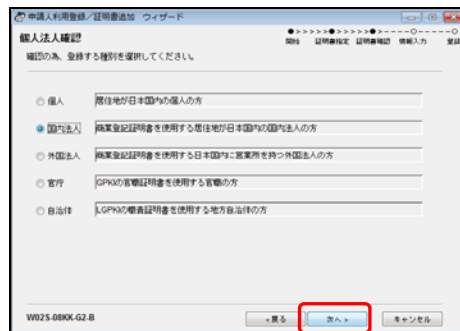 申請人利用登録／証明書追加　ウィザード
個人法人確認
確認の為、登録する種別を選択してください。
開始 証明書指定 証明書確認 情報入力 登録
個人 居住地が日本国内の個人の方
国内法人 商業登記証明書を使用する居住地が日本国内の国内法人の方
外国法人 商業登記証明書を使用する日本国内に営業所を持つ外国法人の方
官庁 GPKIの官職証明書を使用する官職の方
自治体 LGPKIの職責証明書を使用する地方自治体の方
W02S-08KK-G2-B
<戻る 次へ> キャンセル